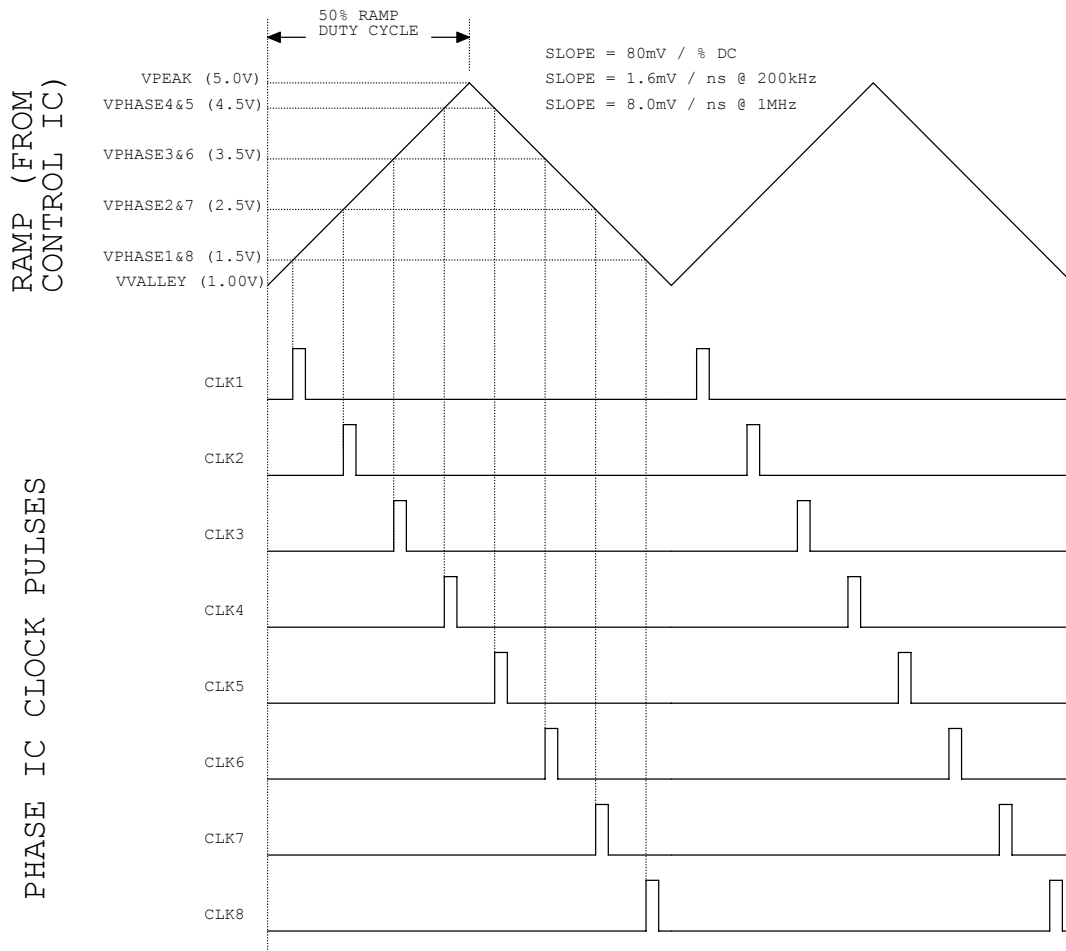 50% RAMP
DUTY CYCLE
SLOPE = 80mV / % DC
SLOPE = 1.6mV / ns @ 200kHz
SLOPE = 8.0mV / ns @ 1MHz
RAMP (FROM
CONTROL IC)
VPEAK (5.0V)
VPHASE4&5 (4.5V)
VPHASE3&6 (3.5V)
VPHASE2&7 (2.5V)
VPHASE1&8 (1.5V)
VVALLEY (1.00V)
PHASE IC CLOCK PULSES
CLK1
CLK2
CLK3
CLK4
CLK5
CLK6
CLK7
CLK8